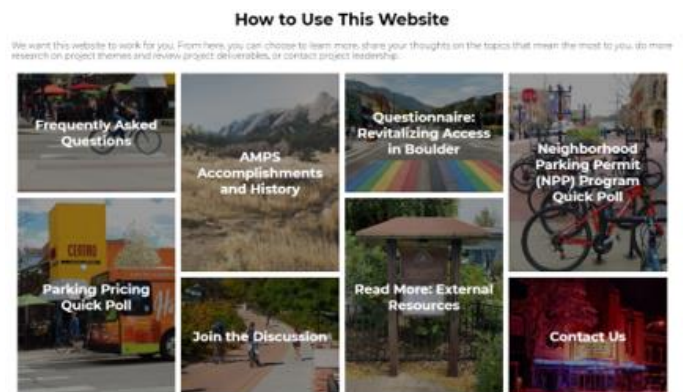 How to Use This Website
We want this website to work for you. From here, you can choose to learn more, share your thoughts on the topics that mean the most to you, do more
research on project themes and review project deliverables, or contact project leadership.
Frequently Asked
Questions
AMPS
Accomplishments
and History
Questionnaire:
Revitalizing Access
in Boulder
Neighborhood
Parking Permit
(NPP) Program
Quick Poll
CENTRO
Parking Pricing
Quick Poll
Join the Discussion
Read More: External
Resources
Contact Us